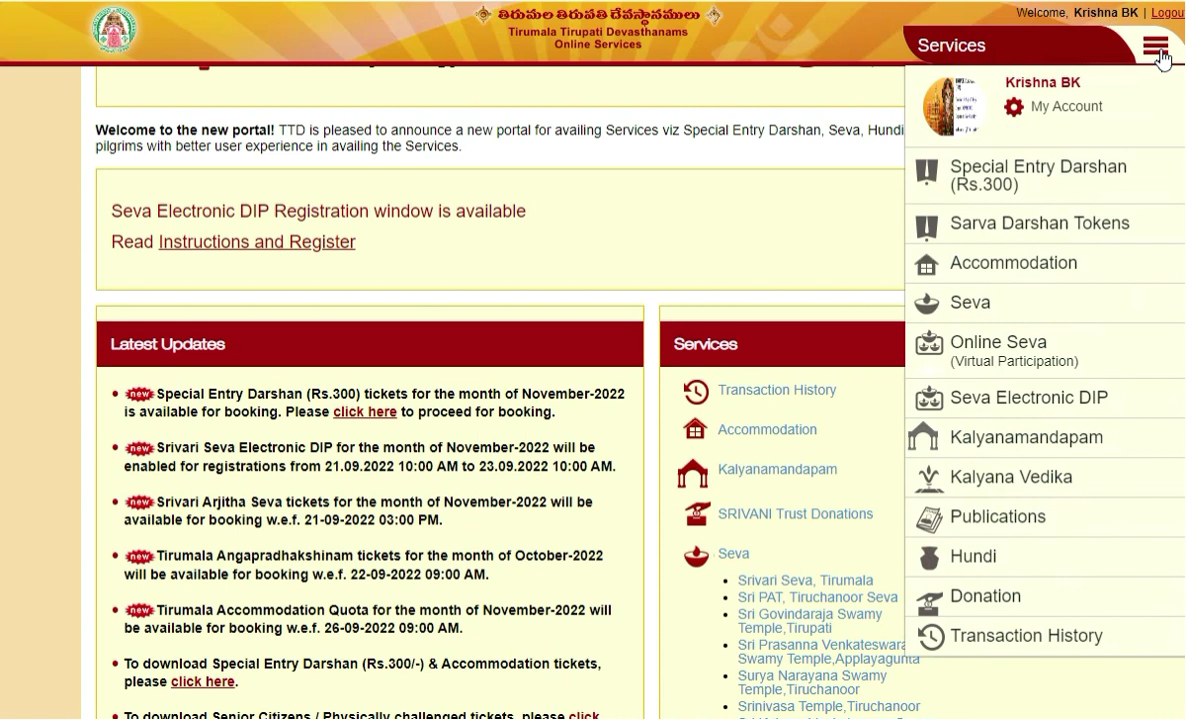 తిరుమల తిరుపతి దేవస్థానములు
Tirumala Tirupati Devasthanams
Online Services
Welcome, Krishna BK | Logou
Services
Krishna BK
My Account
Special Entry Darshan
(Rs.300)
Sarva Darshan Tokens
Accommodation
Seva
Online Seva
(Virtual Participation)
Seva Electronic DIP
Kalyanamandapam
Kalyana Vedika
Publications
Hundi
Donation
Transaction History
Welcome to the new portal! TTD is pleased to announce a new portal for availing Services viz Special Entry Darshan, Seva, Hundi
pilgrims with better user experience in availing the Services.
Seva Electronic DIP Registration window is available
Read Instructions and Register
Latest Updates
new Special Entry Darshan (Rs.300) tickets for the month of November-2022
is available for booking. Please click here to proceed for booking.
new Srivari Seva Electronic DIP for the month of November-2022 will be
enabled for registrations from 21.09.2022 10:00 AM to 23.09.2022 10:00 AM.
new Srivari Arjitha Seva tickets for the month of November-2022 will be
available for booking w.e.f. 21-09-2022 03:00 PM.
new Tirumala Angapradhakshinam tickets for the month of October-2022
will be available for booking w.e.f. 22-09-2022 09:00 AM.
new Tirumala Accommodation Quota for the month of November-2022 will
be available for booking w.e.f. 26-09-2022 09:00 AM.
To download Special Entry Darshan (Rs.300/-) & Accommodation tickets,
please click here.
To download Senior Citizens / Physically challenged tickets, please click
Services
Transaction History
Accommodation
Kalyanamandapam
SRIVANI Trust Donations
Seva
Srivari Seva, Tirumala
Sri PAT, Tiruchanoor Seva
Sri Govindaraja Swamy
Temple,Tirupati
Sri Prasanna Venkateswara
Swamy Temple,Applayagunta
Surya Narayana Swamy
Temple,Tiruchanoor
Srinivasa Temple,Tiruchanoor